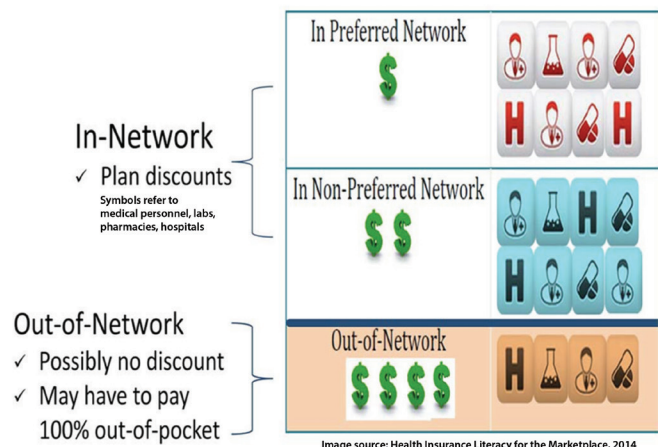 In-Network
✓ Plan discounts
Symbols refer to
medical personnel, labs,
pharmacies, hospitals
In Preferred Network
$
H H
In Non-Preferred Network
$ $
H
H
Out-of-Network
✓ Possibly no discount
✓ May have to pay
100% out-of-pocket
Out-of-Network
$ $ $ $
H
Image source: Health Insurance Literacy for the Marketplace, 2014